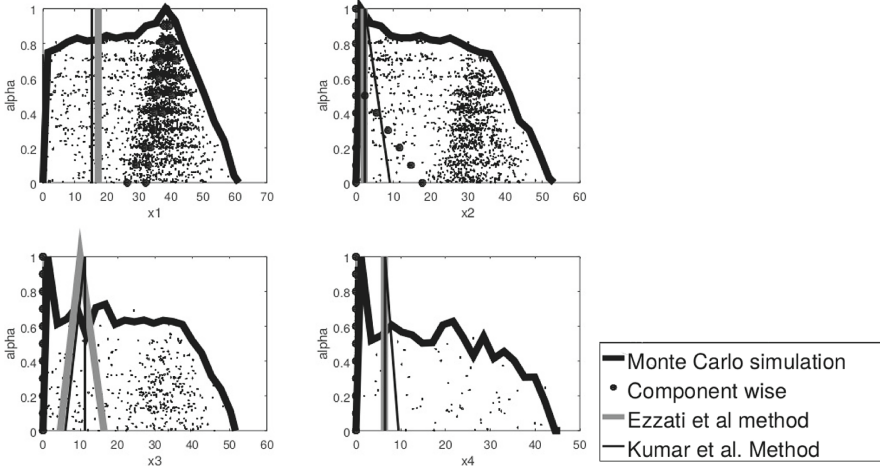 1
0.8
0.6
0.4
0.2
0
alpha
0 10 20 30 40 50 60 70
x1
1
0.8
0.6
0.4
0.2
0
alpha
0 10 20 30 40 50 60
x2
1
0.8
0.6
0.4
0.2
0
alpha
0 10 20 30 40 50 60
x3
1
0.8
0.6
0.4
0.2
0
alpha
0 10 20 30 40 50
x4
Monte Carlo simulation
Component wise
Ezzati et al method
Kumar et al. Method